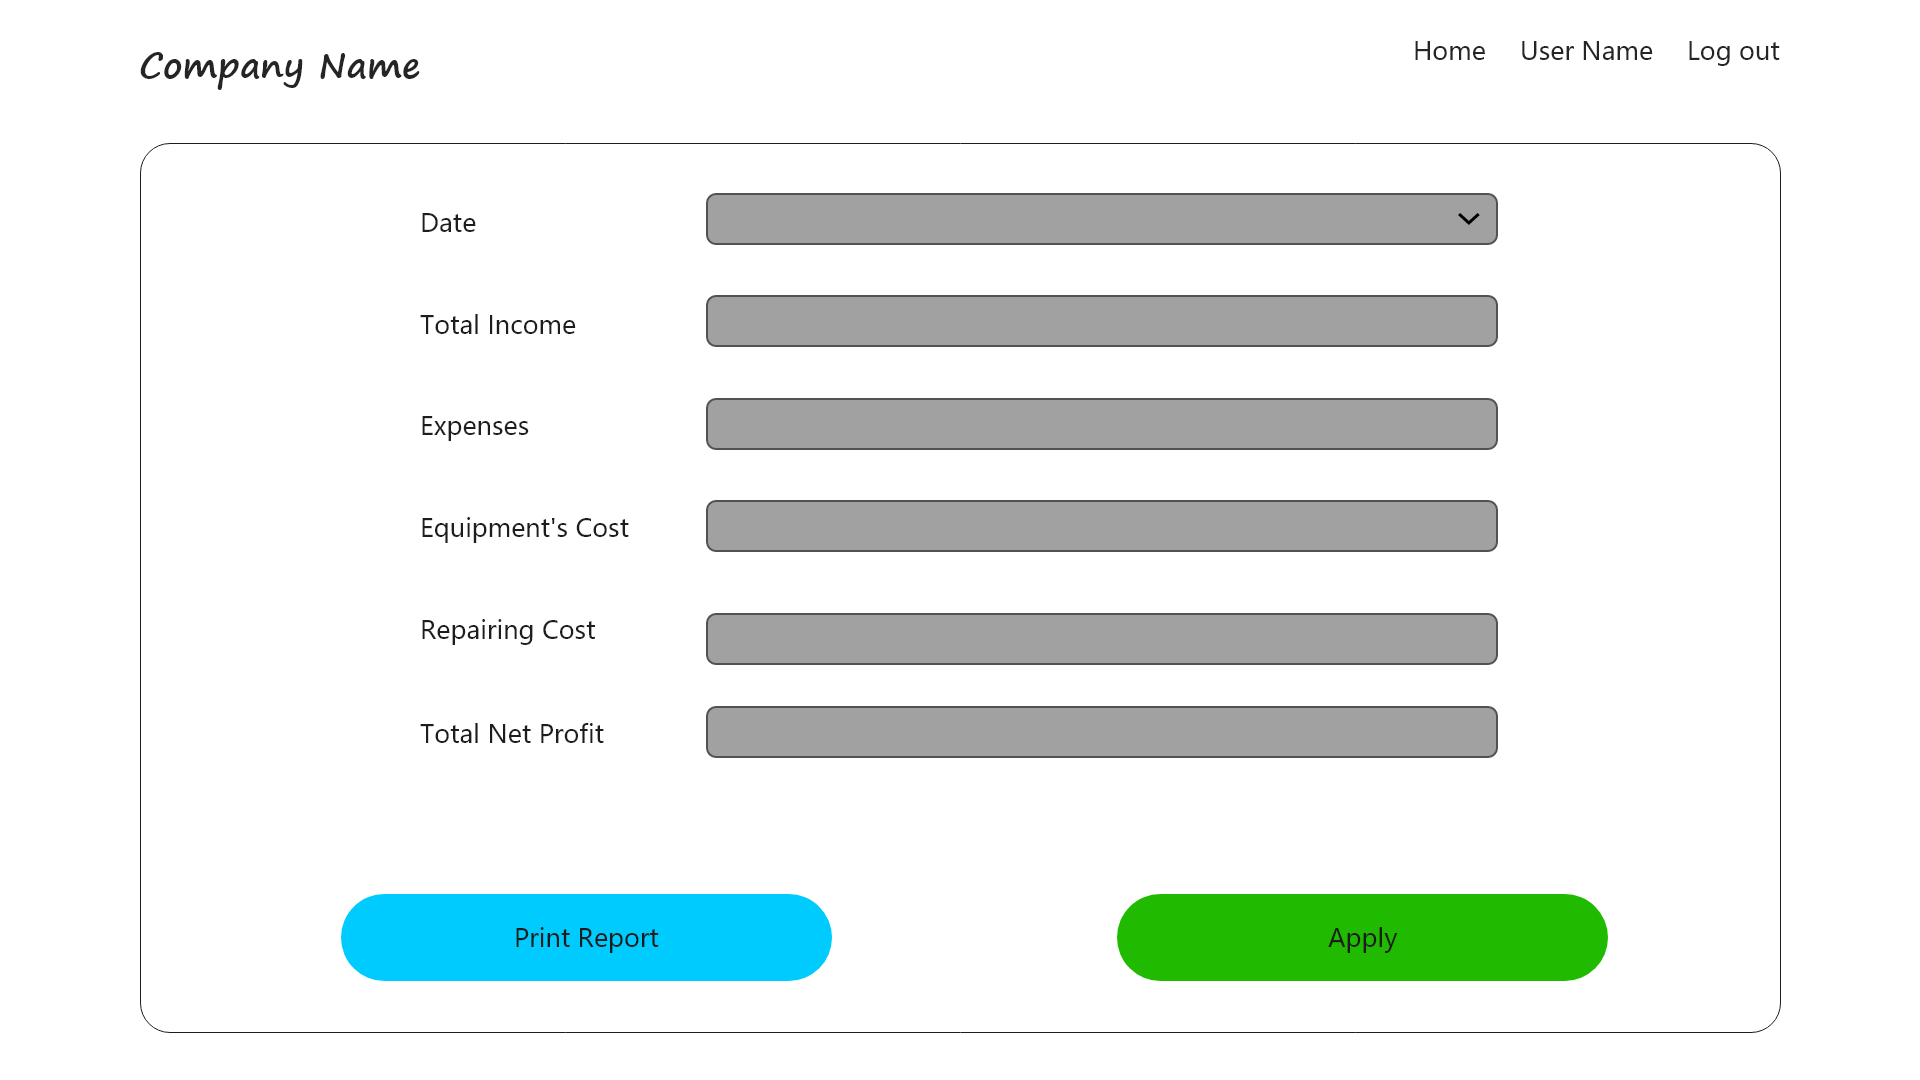 Company Name
Home User Name Log out
Date
Total Income
Expenses
Equipment's Cost
Repairing Cost
Total Net Profit
Print Report
Apply